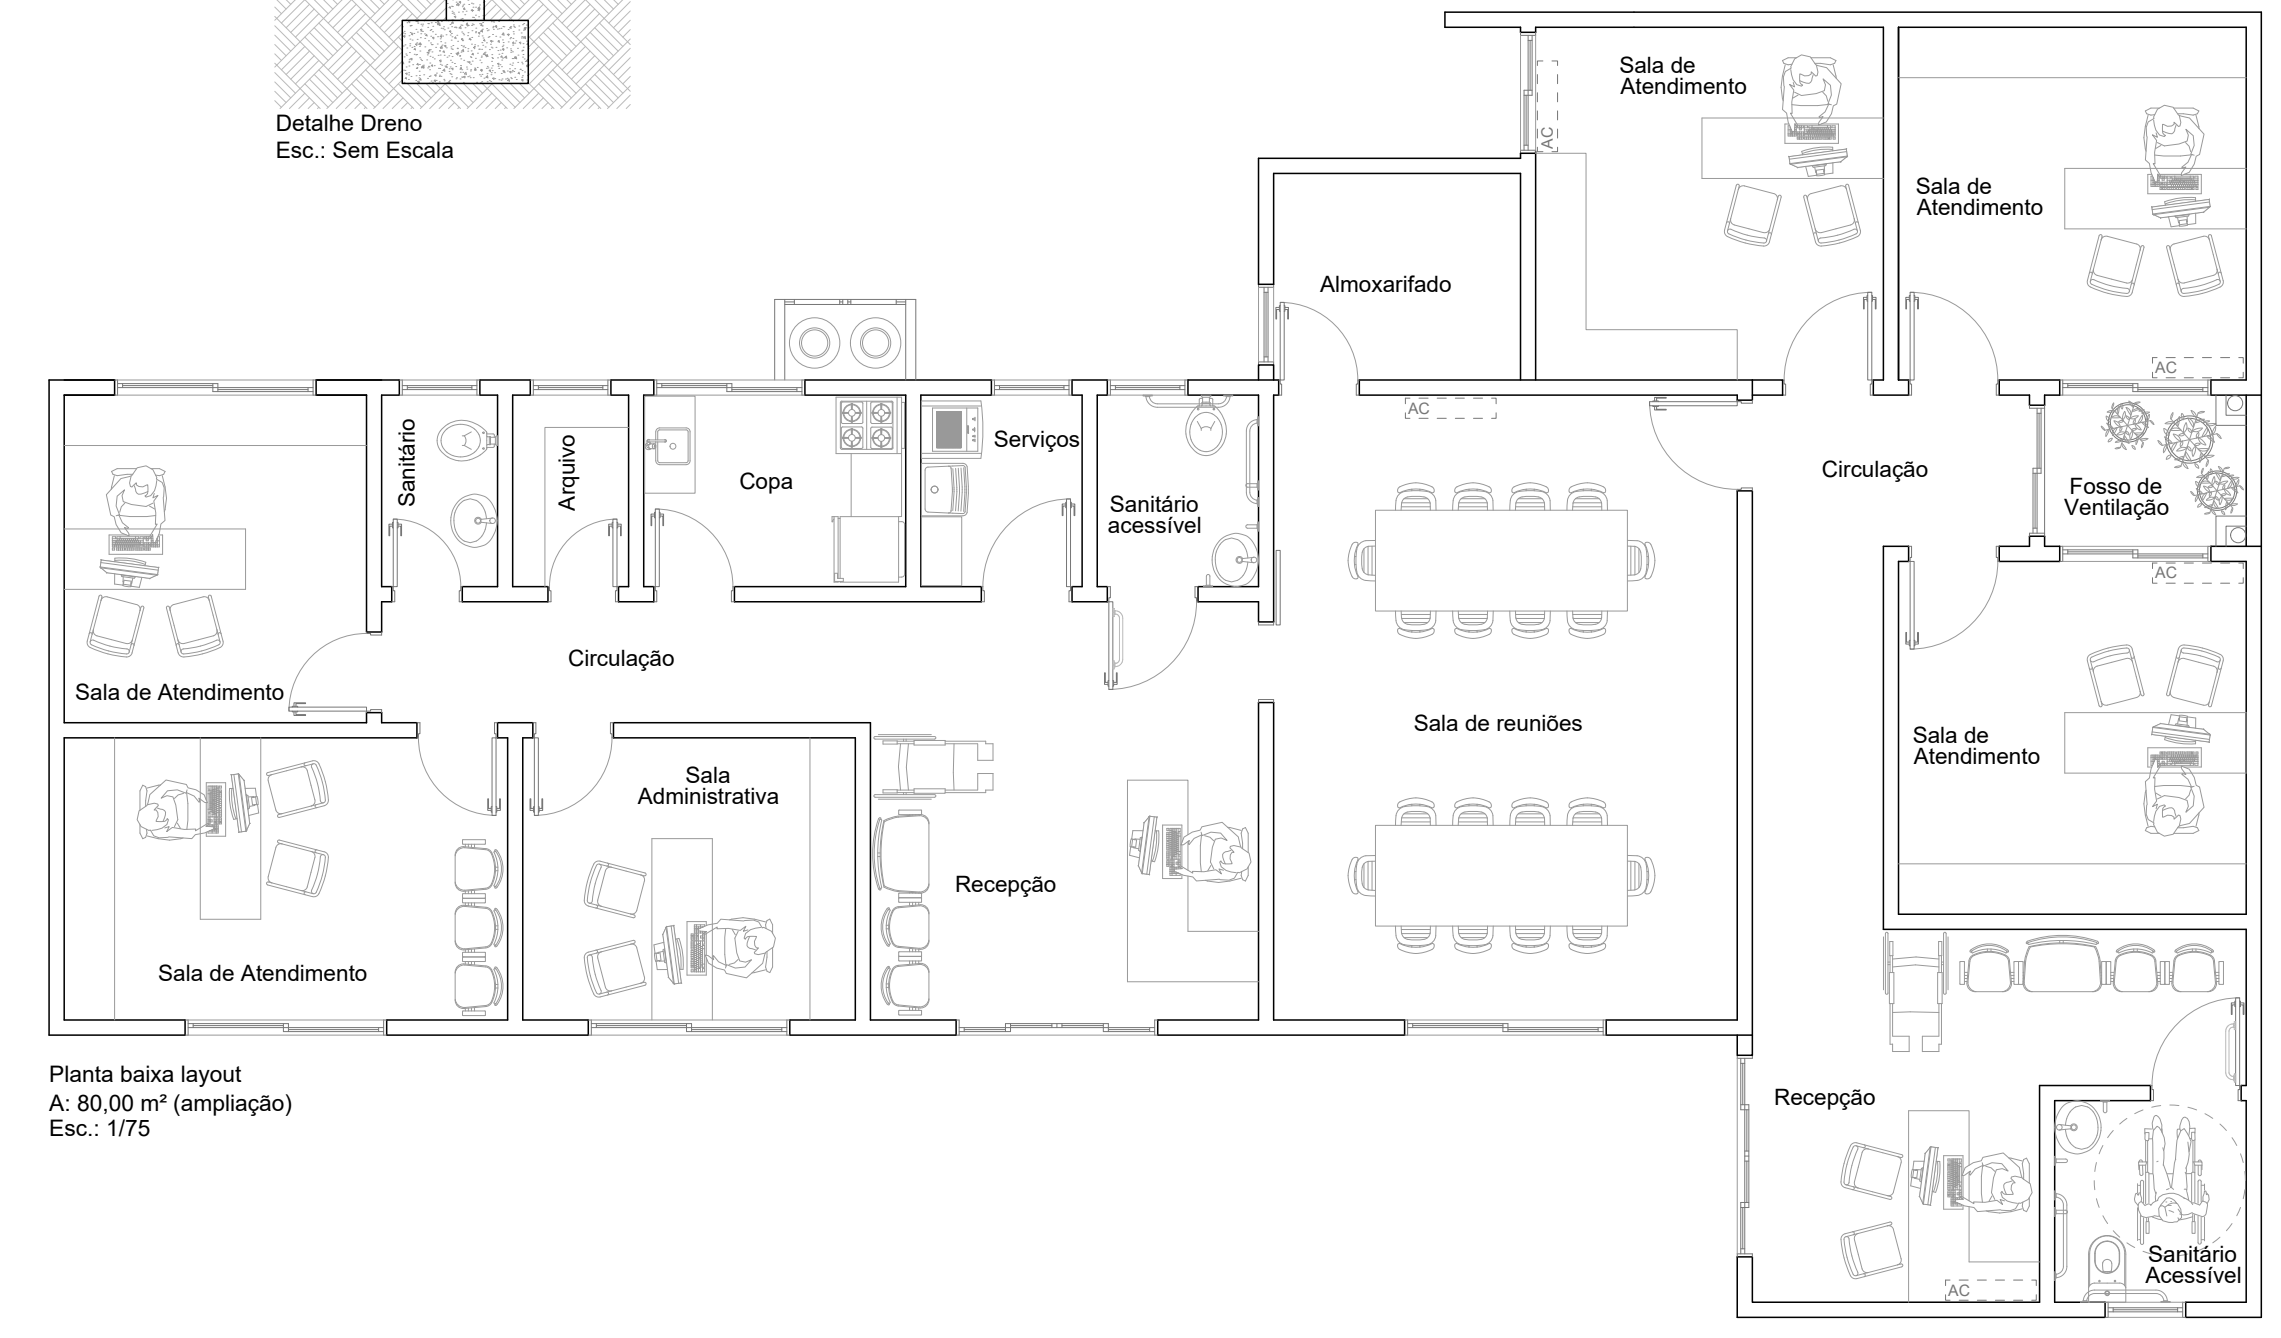 Detalhe Dreno
Esc.: Sem Escala
Sala de
Atendimento
AC
Sala de
Atendimento
Almoxarifado
AC
AC
Sanitário
Arquivo
Copa
Serviços
Sanitário
acessível
Circulação
Fosso de
Ventilação
AC
Circulação
Sala de Atendimento
Sala de reuniões
Sala de
Atendimento
Sala
Administrativa
Recepção
Sala de Atendimento
Planta baixa layout
A: 80,00 m² (ampliação)
Esc.: 1/75
Recepção
Sanitário
Acessível
AC